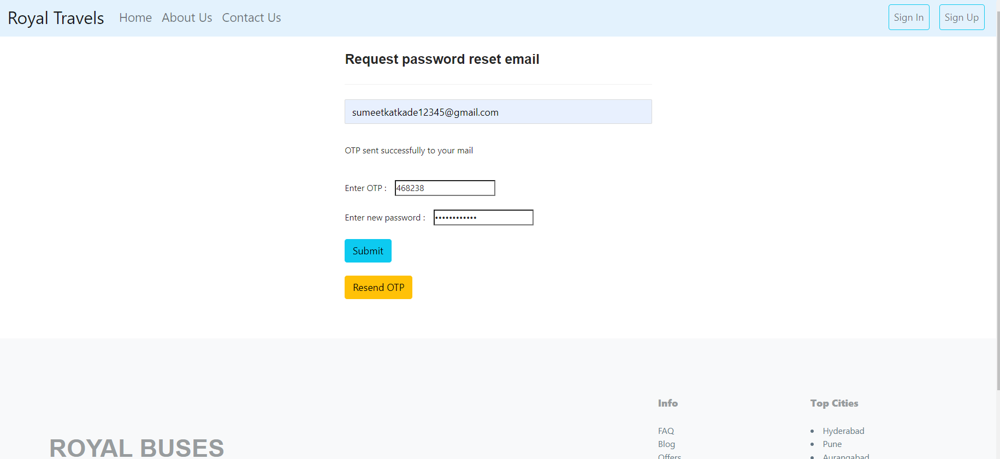 Royal Travels Home About Us Contact Us Sign In Sign Up
Request password reset email
sumeetkatkade12345@gmail.com
OTP sent successfully to your mail
Enter OTP : 468238
Enter new password : ••••••••••••
Submit
Resend OTP
Info
FAQ
Blog
Offers
Top Cities
• Hyderabad
• Pune
• Aurangabad
ROYAL BUSES